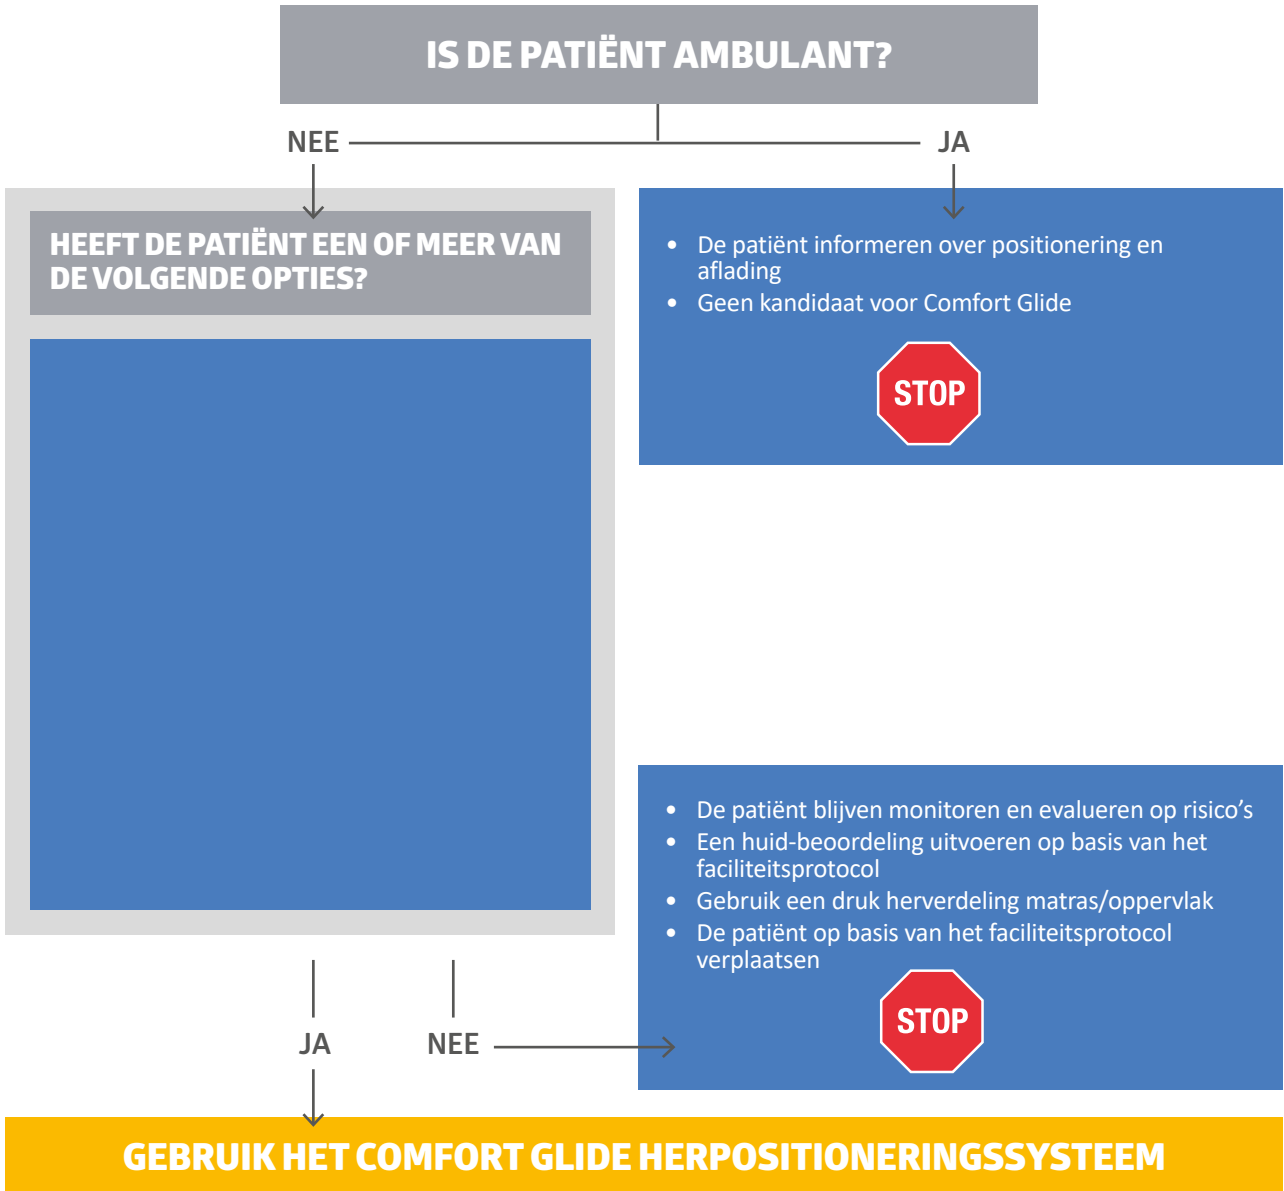 IS DE PATIËNT AMBULANT?
NEE
JA
HEEFT DE PATIËNT EEN OF MEER VAN
DE VOLGENDE OPTIES?
• De patiënt informeren over positionering en
aflading
• Geen kandidaat voor Comfort Glide
STOP
• De patiënt blijven monitoren en evalueren op risico's
• Een huid-beoordeling uitvoeren op basis van het
faciliteitsprotocol
• Gebruik een druk herverdeling matras/oppervlak
• De patiënt op basis van het faciliteitsprotocol
verplaatsen
STOP
JA
NEE
GEBRUIK HET COMFORT GLIDE HERPOSITIONERINGSSYSTEEM